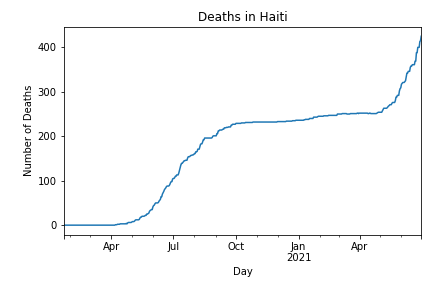 Deaths in Haiti
400
300
200
100
0
Number of Deaths
Apr
Jul
Oct
Jan
2021
Apr
Day